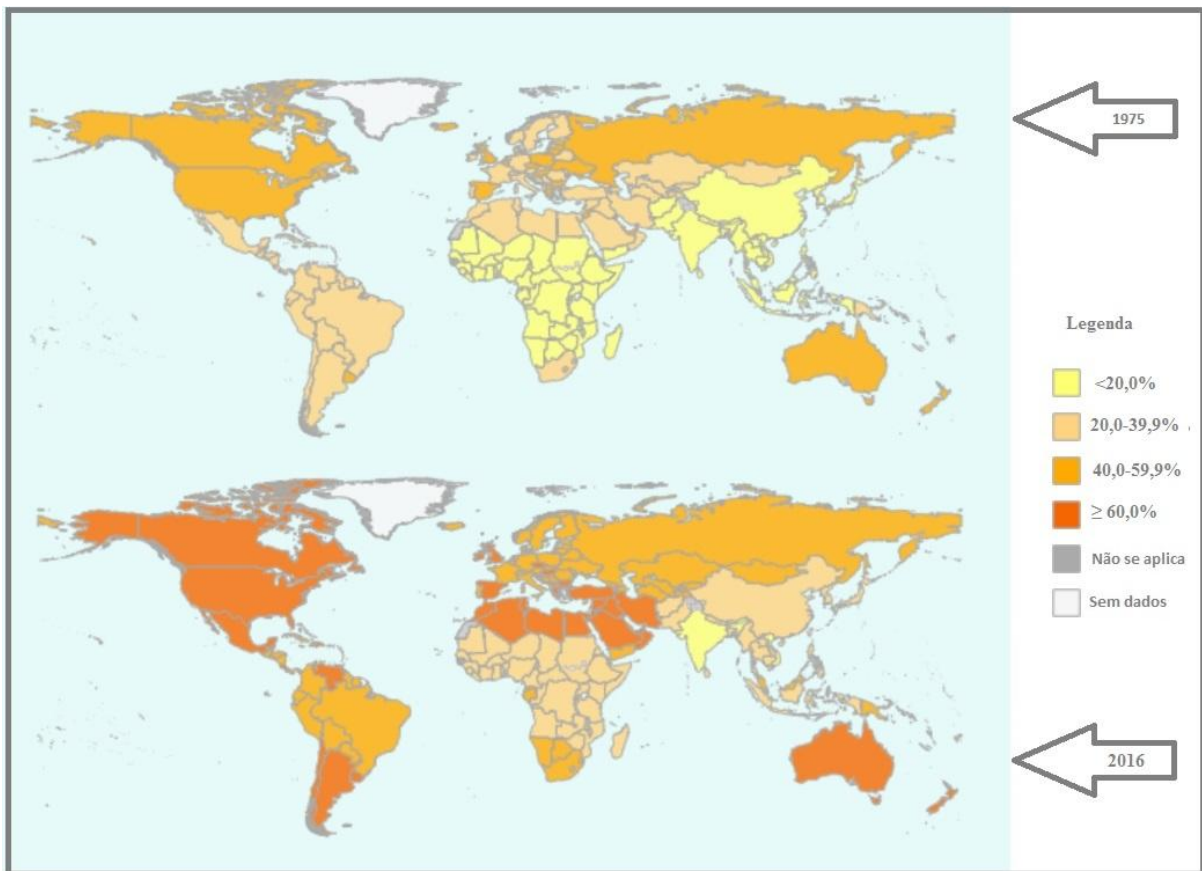 1975
Legenda
<20,0%
20,0-39,9%
40,0-59,9%
≥ 60,0%
Não se aplica
Sem dados
2016